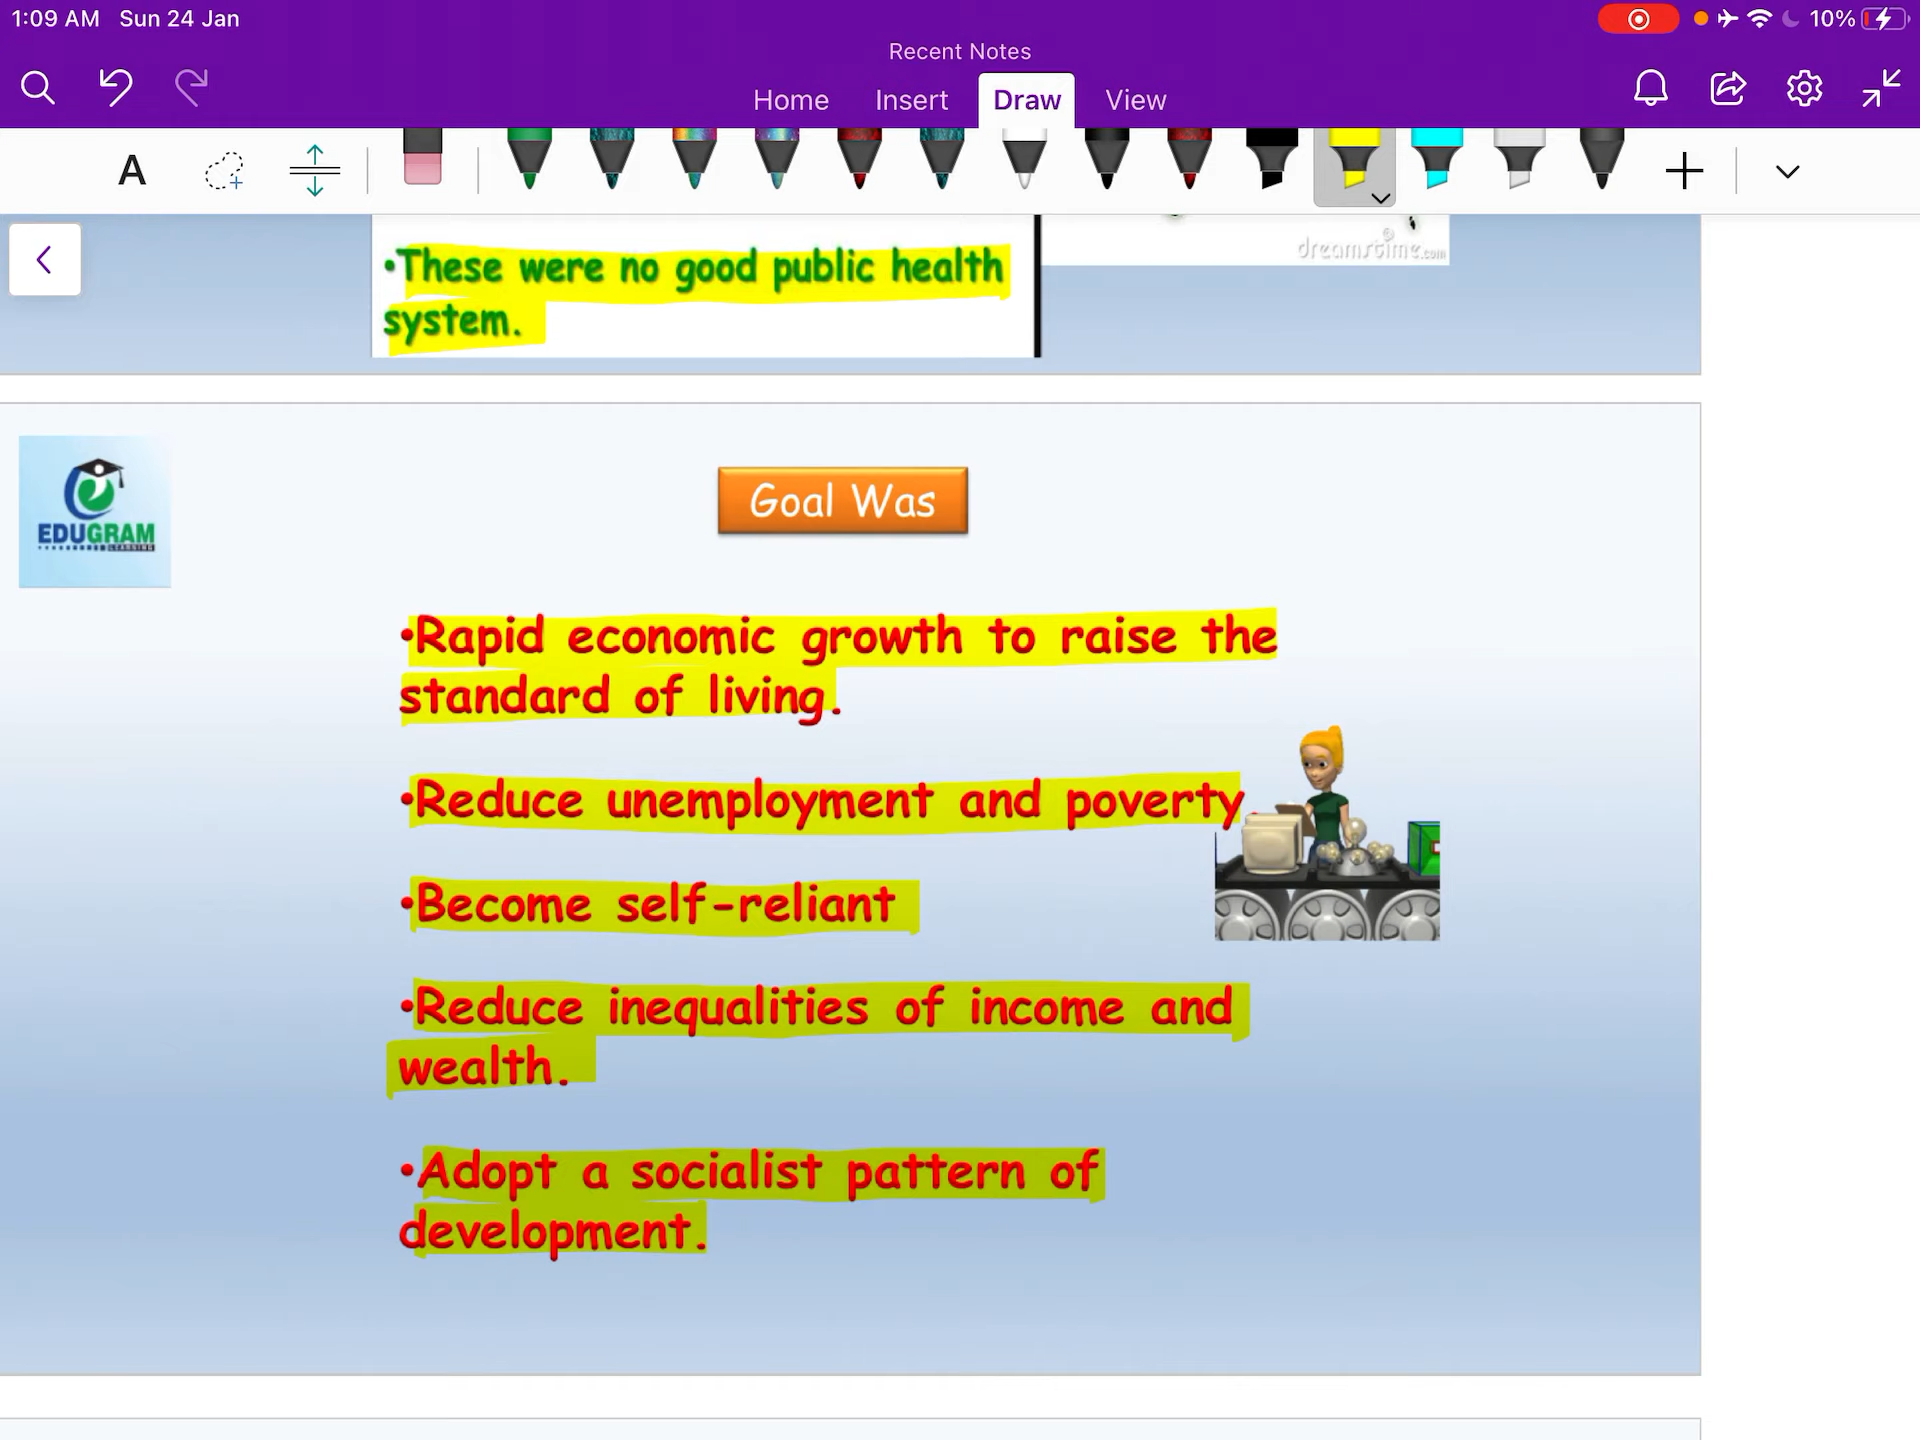 1:09 AM Sun 24 Jan
10%
Recent Notes
Home Insert Draw View
A
dreamstime.com
•These were no good public health
system.
EDUGRAM
LEARNING
Goal Was
•Rapid economic growth to raise the
standard of living.
•Reduce unemployment and poverty.
•Become self-reliant
•Reduce inequalities of income and
wealth.
•Adopt a socialist pattern of
development.